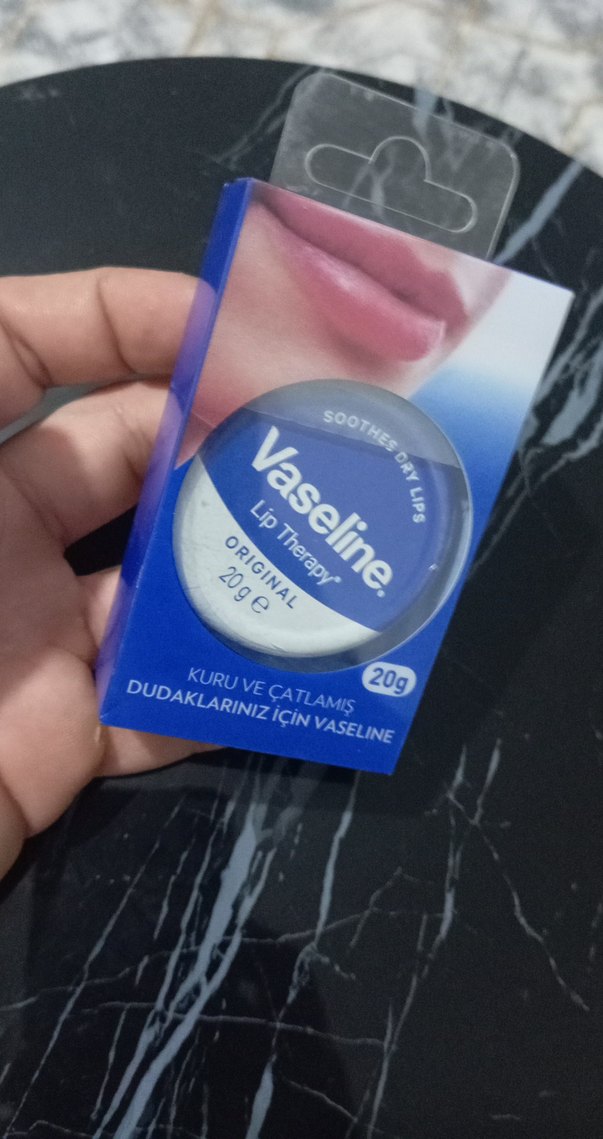 SOOTHES DRY LIPS
Vaseline.
Lip Therapy®
ORIGINAL
20 g ℮
20g
KURU VE ÇATLAMIŞ
DUDAKLARINIZ İÇİN VASELINE